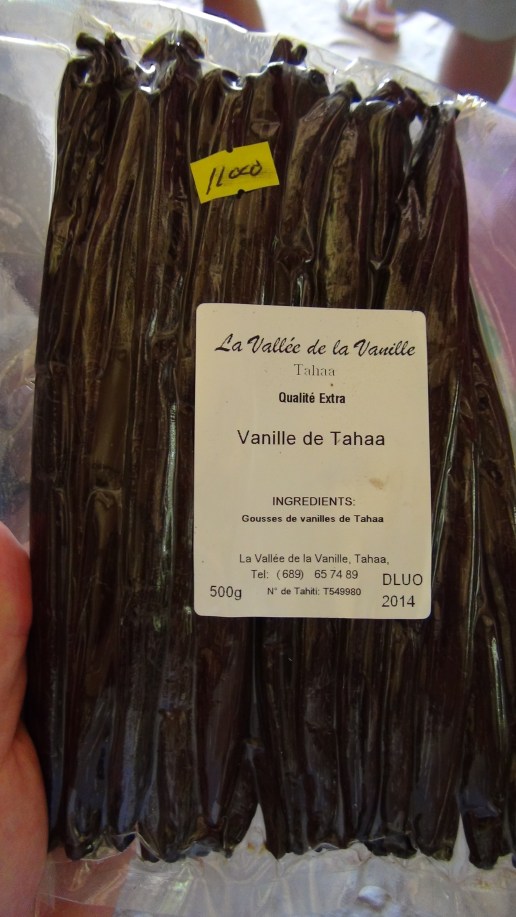 11000
La Vallée de la Vanille
Tahaa
Qualité Extra
Vanille de Tahaa
INGREDIENTS:
Gousses de vanilles de Tahaa
La Vallée de la Vanille, Tahaa,
Tel: (689) 65 74 89
500g N° de Tahiti: T549980
DLUO
2014